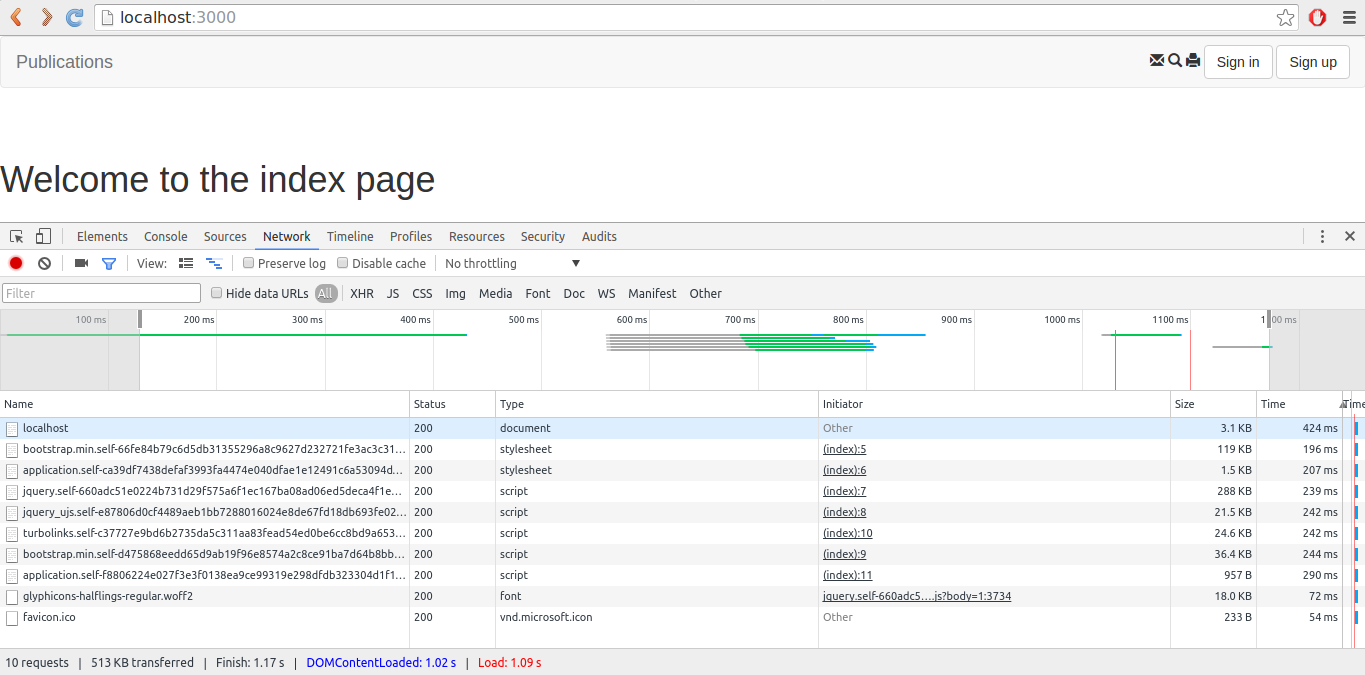 localhost:3000
Publications Sign in Sign up
Welcome to the index page
Elements Console Sources Network Timeline Profiles Resources Security Audits
View: Preserve log Disable cache No throttling
Filter Hide data URLs All XHR JS CSS Img Media Font Doc WS Manifest Other
100 ms 200 ms 300 ms 400 ms 500 ms 600 ms 700 ms 800 ms 900 ms 1000 ms 1100 ms
Name Status Type Initiator Size Time Time
localhost 200 document Other 3.1 KB 424 ms
bootstrap.min.self-66fe84b79c6d5db31355296a8c9627d232721fe3ac3c31... 200 stylesheet (index):5 119 KB 196 ms
application.self-ca39df7438defaf3993fa4474e040dfae1e12491c6a53094d... 200 stylesheet (index):6 1.5 KB 207 ms
jquery.self-660adc51e0224b731d29f575a6f1ec167ba08ad06ed5deca4f1e... 200 script (index):7 288 KB 239 ms
jquery_ujs.self-e87806d0cf4489aeb1bb7288016024e8de67fd18db693fe02... 200 script (index):8 21.5 KB 242 ms
turbolinks.self-c37727e9bd6b2735da5c311aa83fead54ed0be6cc8bd9a653... 200 script (index):10 24.6 KB 242 ms
bootstrap.min.self-d475868eedd65d9ab19f96e8574a2c8ce91ba7d64b8bb... 200 script (index):9 36.4 KB 244 ms
application.self-f8806224e027f3e3f0138ea9ce99319e298dfdb323304d1f1... 200 script (index):11 957 B 290 ms
glyphicons-halflings-regular.woff2 200 font jquery.self-660adc5....js?body=1:3734 18.0 KB 72 ms
favicon.ico 200 vnd.microsoft.icon Other 233 B 54 ms
10 requests | 513 KB transferred | Finish: 1.17 s | DOMContentLoaded: 1.02 s | Load: 1.09 s